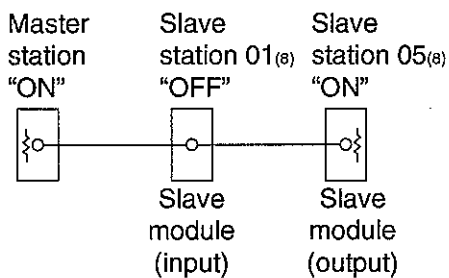 Master
station
"ON"
Slave
station 01(8)
"OFF"
Slave
station 05(8)
"ON"
Slave
module
(input)
Slave
module
(output)